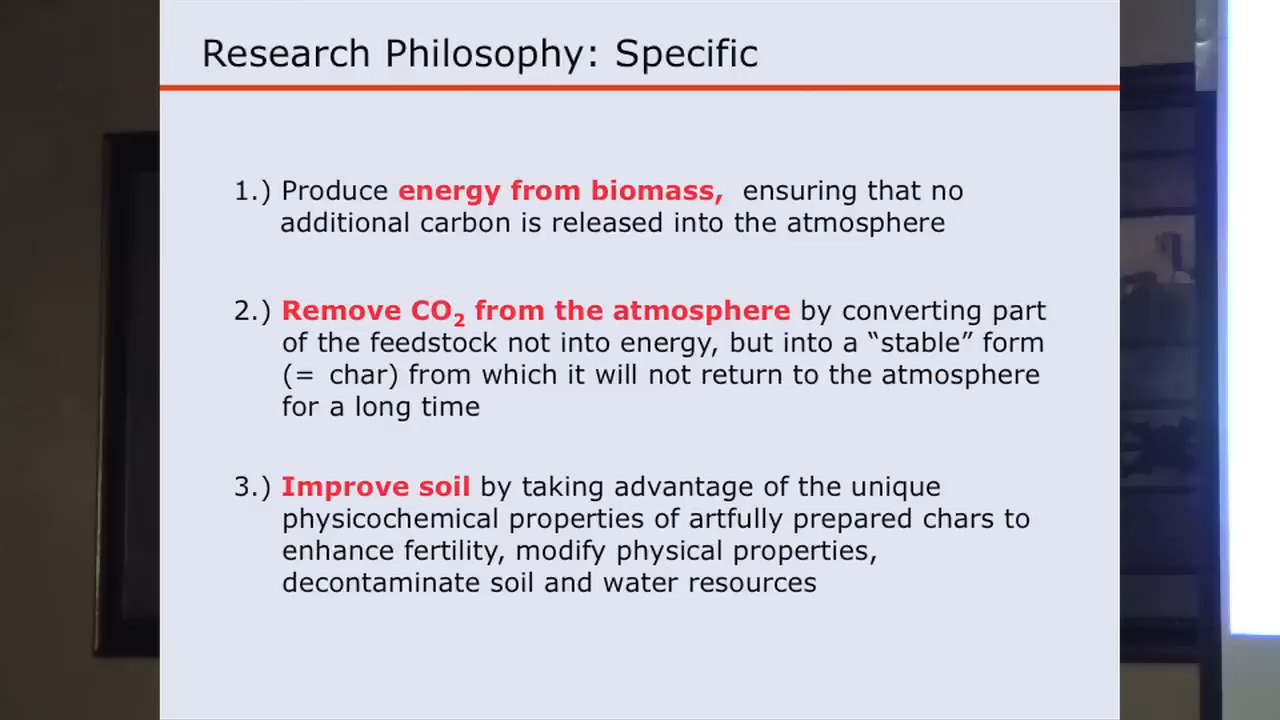 Research Philosophy: Specific
1.) Produce energy from biomass, ensuring that no
additional carbon is released into the atmosphere
2.) Remove CO₂ from the atmosphere by converting part
of the feedstock not into energy, but into a “stable” form
(= char) from which it will not return to the atmosphere
for a long time
3.) Improve soil by taking advantage of the unique
physicochemical properties of artfully prepared chars to
enhance fertility, modify physical properties,
decontaminate soil and water resources